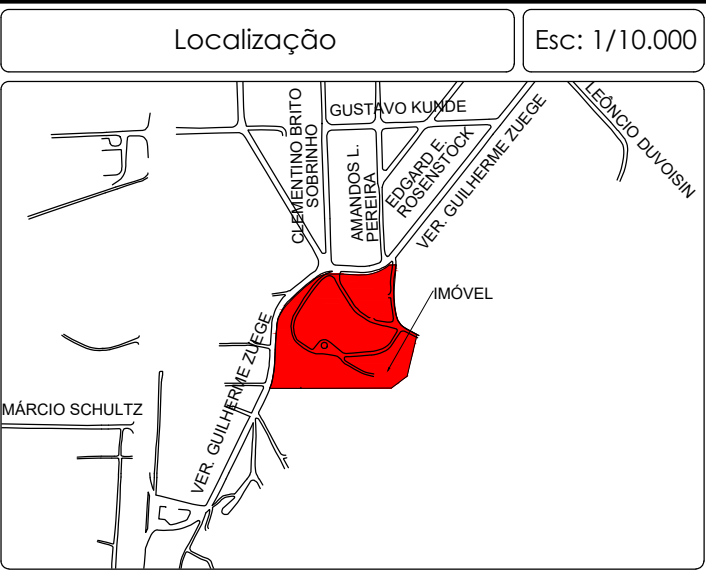 Localização
Esc: 1/10.000
GUSTAVO KUNDE
LEÔNCIO DUVOISIN
CLEMENTINO BRITO
SOBRINHO
AMANDOS L.
PEREIRA
EDGARD E.
ROSENSTOCK
VER. GUILHERME ZUEGE
IMÓVEL
VER. GUILHERME ZUEGE
MÁRCIO SCHULTZ